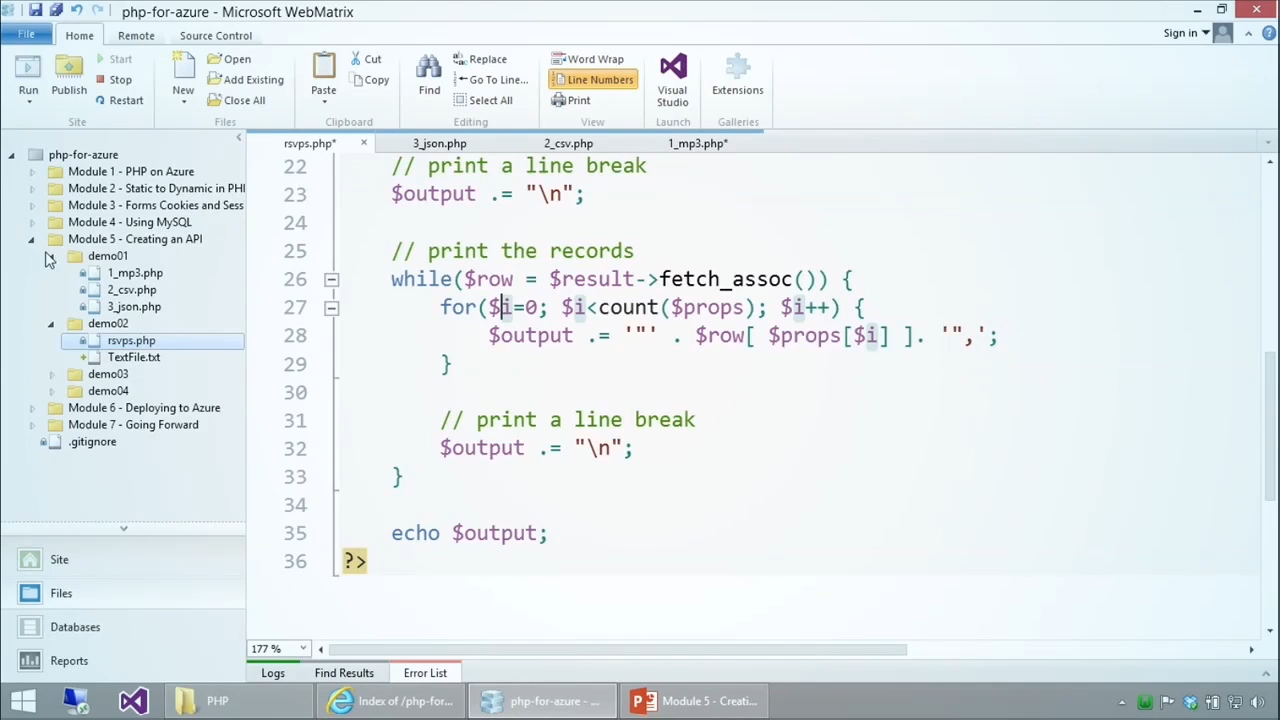 php-for-azure - Microsoft WebMatrix
File Home Remote Source Control Sign in
Run Publish Start Stop Restart Site
New Open Add Existing Close All Files
Paste Cut Copy Clipboard
Find Replace Go To Line... Select All Editing
Word Wrap Line Numbers Print View
Visual Studio Launch
Extensions Galleries
php-for-azure
Module 1 - PHP on Azure
Module 2 - Static to Dynamic in PHI
Module 3 - Forms Cookies and Sess
Module 4 - Using MySQL
Module 5 - Creating an API
demo01
1_mp3.php
2_csv.php
3_json.php
demo02
rsvps.php
TextFile.txt
demo03
demo04
Module 6 - Deploying to Azure
Module 7 - Going Forward
.gitignore
Site
Files
Databases
Reports
rsvps.php* × 3_json.php 2_csv.php 1_mp3.php*
22 // print a line break
23 $output .= "\n";
24
25 // print the records
26 while($row = $result->fetch_assoc()) {
27 for($i=0; $i<count($props); $i++) {
28 $output .= '"' . $row[ $props[$i] ]. '",';
29 }
30
31 // print a line break
32 $output .= "\n";
33 }
34
35 echo $output;
36 ?>
177 %
Logs Find Results Error List
PHP Index of /php-for... php-for-azure - ... Module 5 - Creati...